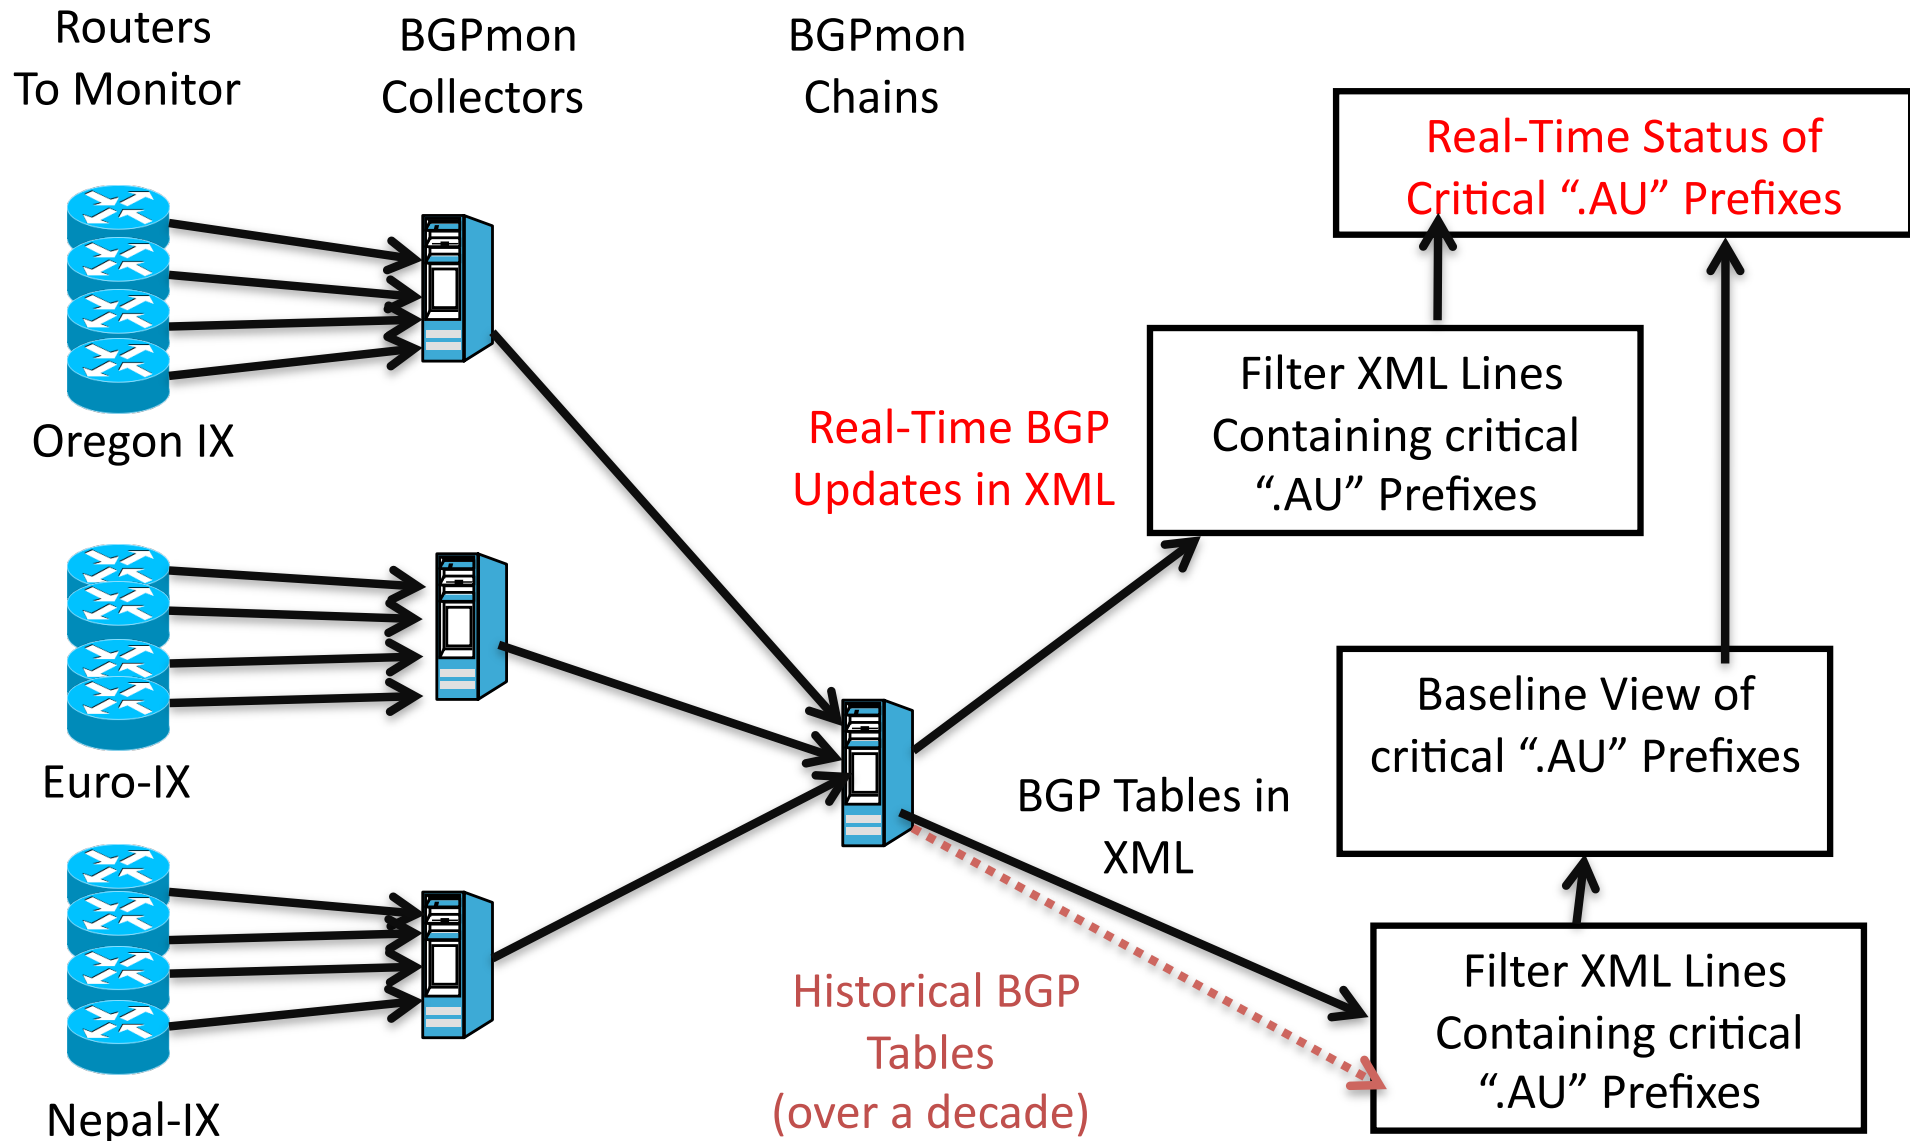 Routers
To Monitor
BGPmon
Collectors
BGPmon
Chains
Real-Time Status of
Critical “.AU” Prefixes
Filter XML Lines
Containing critical
“.AU” Prefixes
Real-Time BGP
Updates in XML
Oregon IX
Baseline View of
critical “.AU” Prefixes
Euro-IX
BGP Tables in
XML
Filter XML Lines
Containing critical
“.AU” Prefixes
Historical BGP
Tables
(over a decade)
Nepal-IX